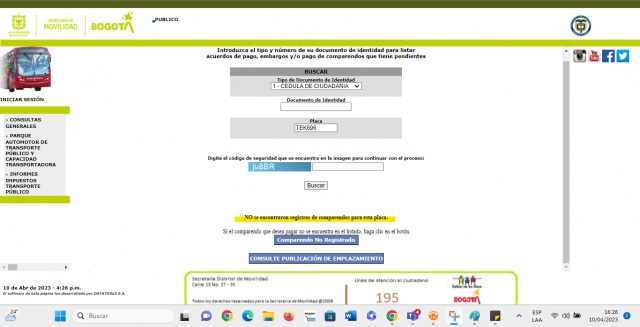 SECRETARÍA DE
MOVILIDAD
BOGOTÁ
PUBLICO
Introduzca el tipo y número de su documento de identidad para listar
acuerdos de pago, embargos y/o pago de comparendos que tiene pendientes
BUSCAR
Tipo de Documento de Identidad
1 - CEDULA DE CIUDADANIA
Documento de Identidad
Placa
TEK696
INICIAR SESIÓN
CONSULTAS
GENERALES
PARQUE
AUTOMOTOR DE
TRANSPORTE
PÚBLICO Y
CAPACIDAD
TRANSPORTADORA
INFORMES
IMPUESTOS
TRANSPORTE
PÚBLICO
You
Tube
Digite el código de seguridad que se encuentra en la imagen para continuar con el proceso:
ju8BR
Buscar
NO se encontraron registros de comparendos para esta placa.
Si el comparendo que desea pagar no se encuentra en el listado, haga clic en el botón
Comparendo No Registrado
CONSULTE PUBLICACIÓN DE EMPLAZAMIENTO
10 de Abr de 2023 - 4:26 p.m.
El software de esta página fue desarrollado por DATATOOLS S.A.
Secretaría Distrital de Movilidad
Calle 13 No. 37 - 35
Todos los derechos reservados para la Secretaría de Movilidad @2009
Línea de Atención al ciudadano
195
BOGOTÁ
24°
Buscar
ESP
LAA
16:26
10/04/2023